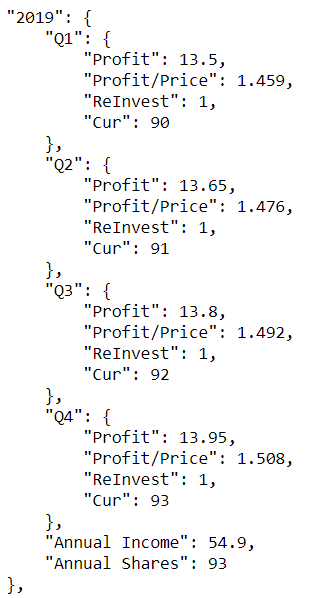 "2019": {
    "Q1": {
        "Profit": 13.5,
        "Profit/Price": 1.459,
        "ReInvest": 1,
        "Cur": 90
    },
    "Q2": {
        "Profit": 13.65,
        "Profit/Price": 1.476,
        "ReInvest": 1,
        "Cur": 91
    },
    "Q3": {
        "Profit": 13.8,
        "Profit/Price": 1.492,
        "ReInvest": 1,
        "Cur": 92
    },
    "Q4": {
        "Profit": 13.95,
        "Profit/Price": 1.508,
        "ReInvest": 1,
        "Cur": 93
    },
    "Annual Income": 54.9,
    "Annual Shares": 93
},